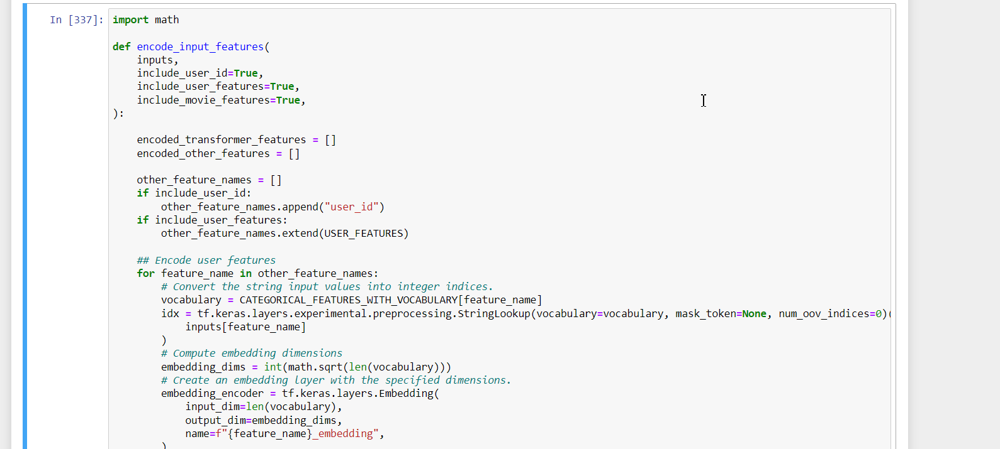 In [337]: import math

def encode_input_features(
    inputs,
    include_user_id=True,
    include_user_features=True,
    include_movie_features=True,
):

    encoded_transformer_features = []
    encoded_other_features = []

    other_feature_names = []
    if include_user_id:
        other_feature_names.append("user_id")
    if include_user_features:
        other_feature_names.extend(USER_FEATURES)

    ## Encode user features
    for feature_name in other_feature_names:
        # Convert the string input values into integer indices.
        vocabulary = CATEGORICAL_FEATURES_WITH_VOCABULARY[feature_name]
        idx = tf.keras.layers.experimental.preprocessing.StringLookup(vocabulary=vocabulary, mask_token=None, num_oov_indices=0)(
            inputs[feature_name]
        )
        # Compute embedding dimensions
        embedding_dims = int(math.sqrt(len(vocabulary)))
        # Create an embedding layer with the specified dimensions.
        embedding_encoder = tf.keras.layers.Embedding(
            input_dim=len(vocabulary),
            output_dim=embedding_dims,
            name=f"{feature_name}_embedding",
        )